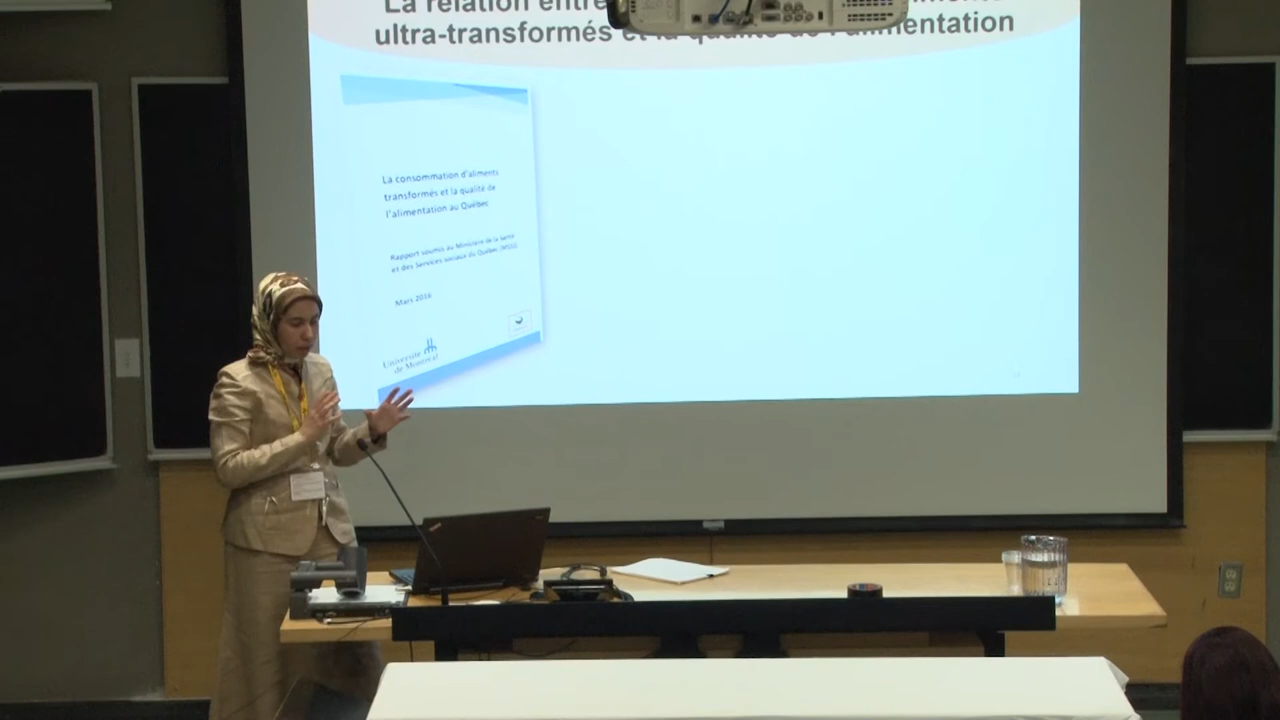 La relation entre
ultra-transformés et la qualité de l'alimentation
La consommation d'aliments
transformés et la qualité de
l'alimentation au Québec
Rapport soumis au Ministère de la santé
et des Services sociaux du Québec (MSSS)
Mars 2016
Université
de Montréal